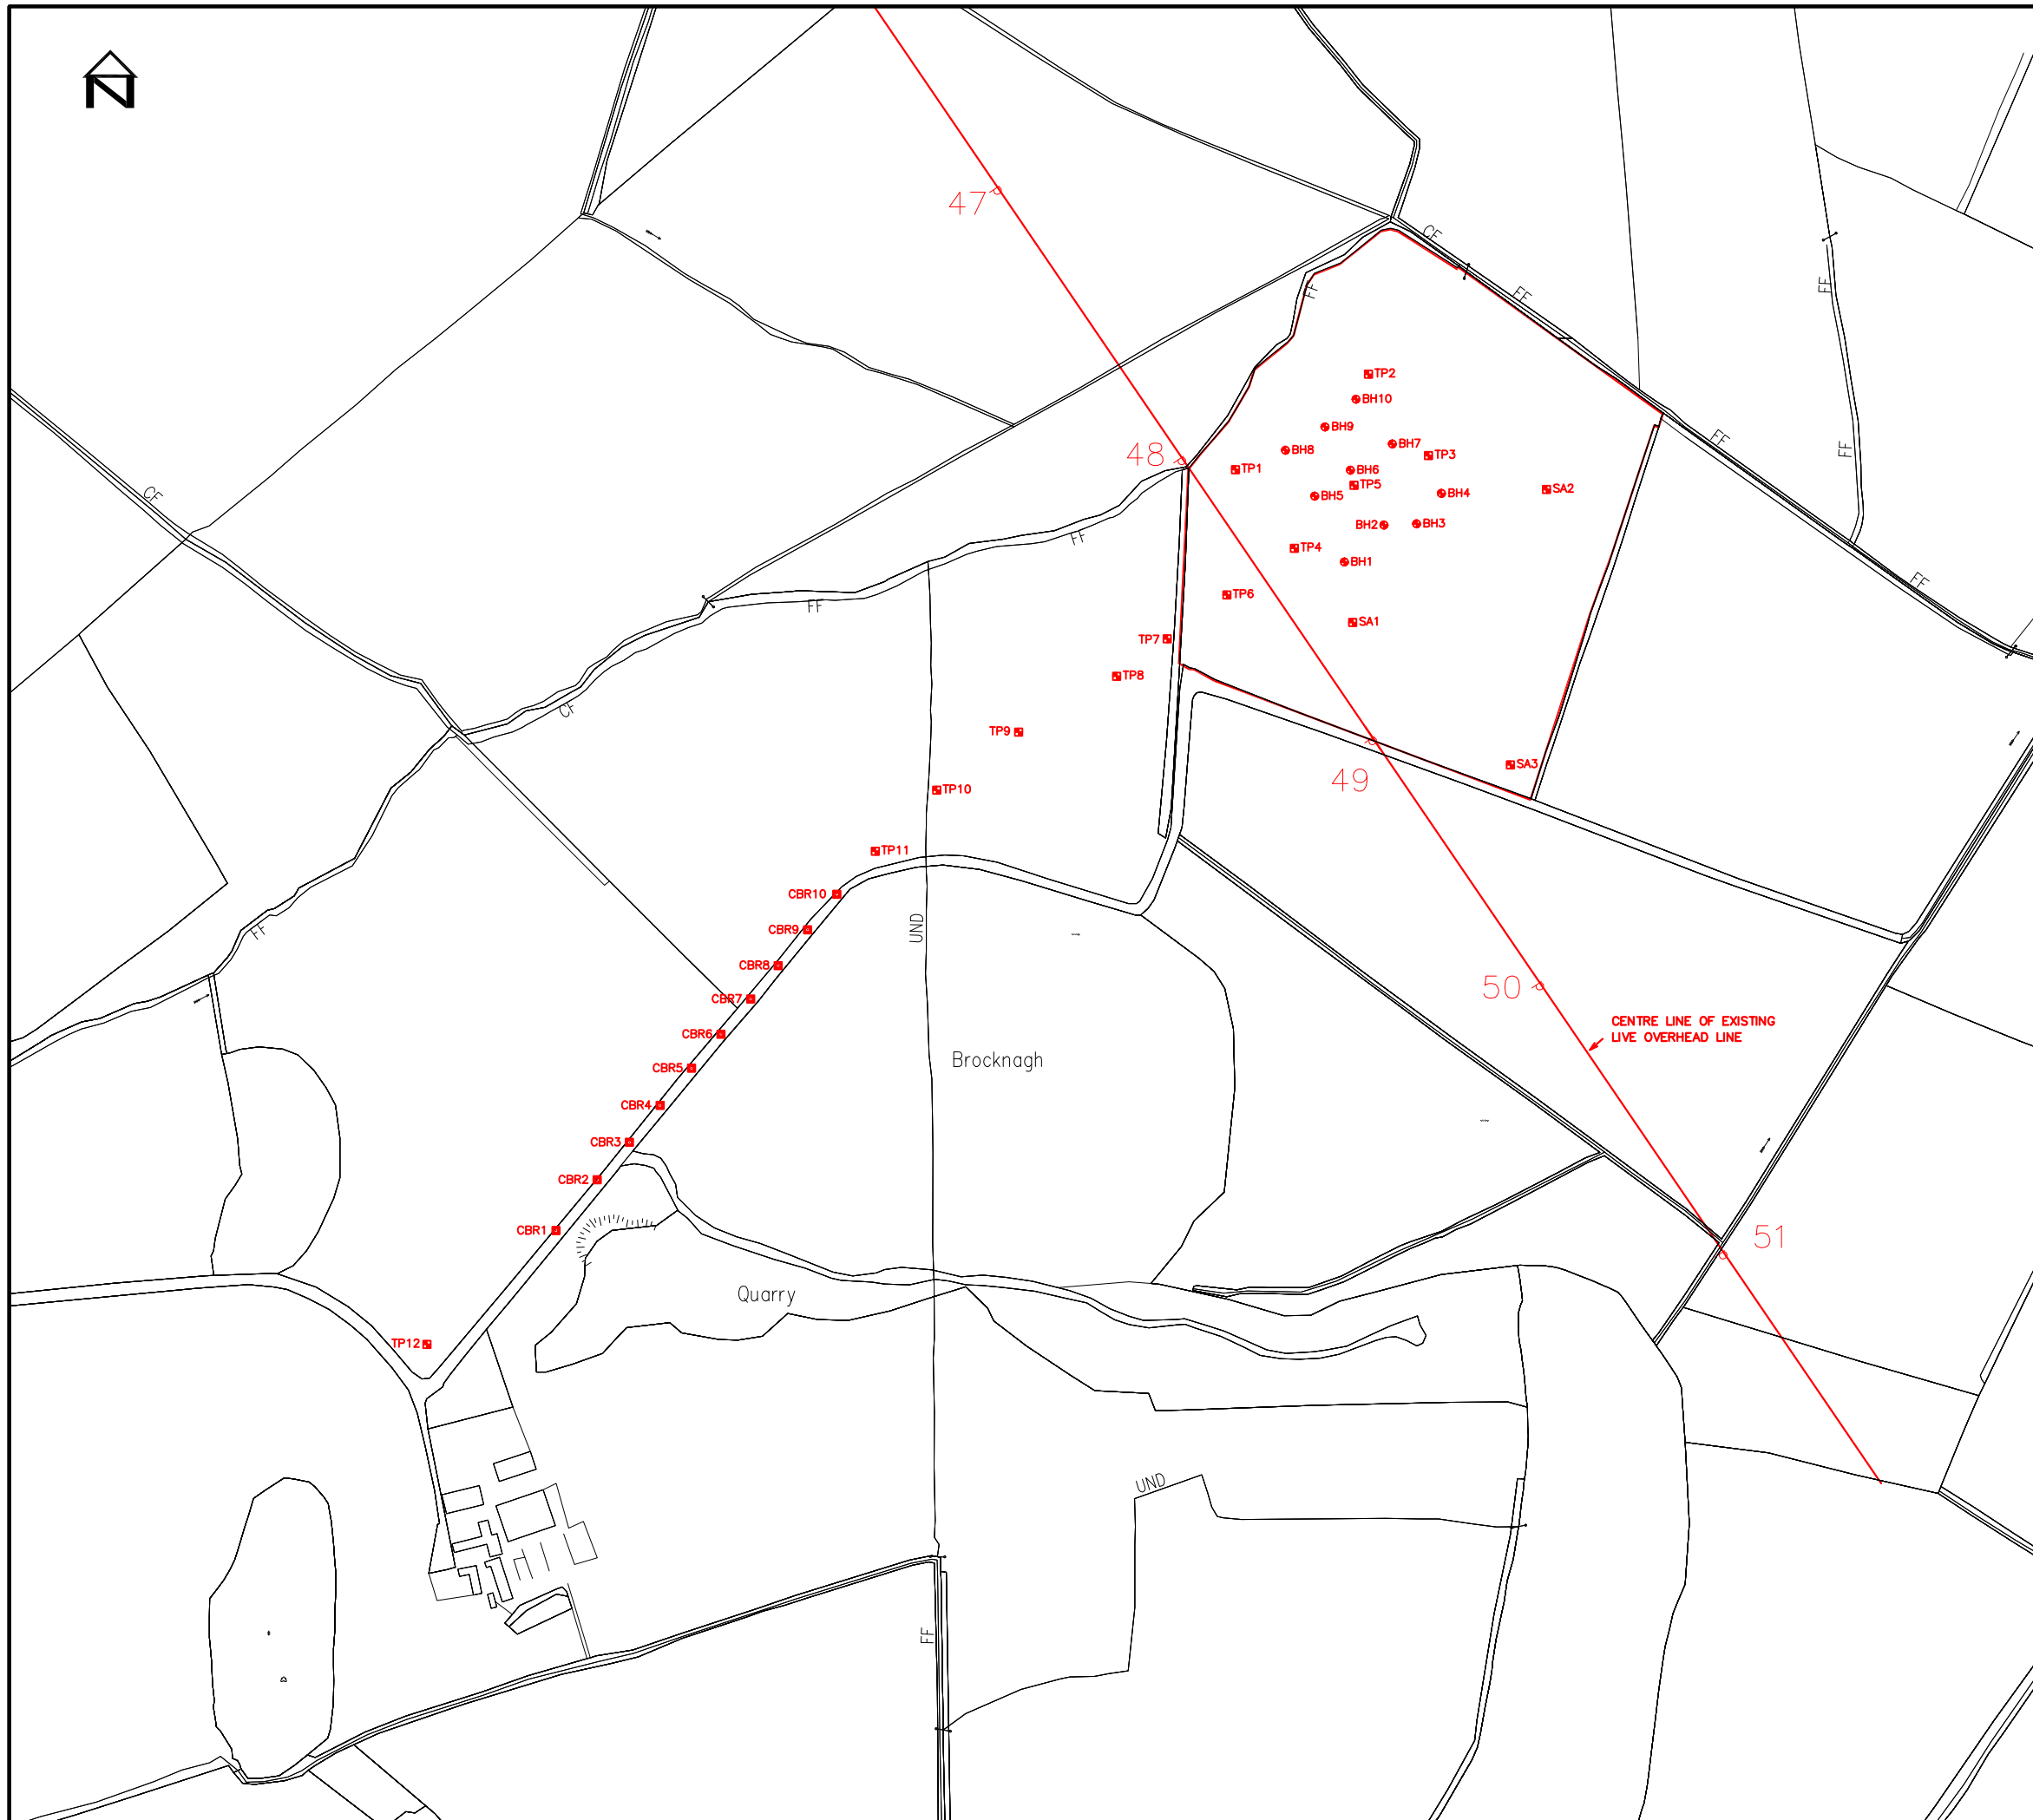 N
47
CF
FF
FF
FF
TP2
BH10
BH9
BH7
FF
FF
48
BH8
TP3
TP1
BH6
TP5
SA2
CF
BH5
BH4
BH2
BH3
FF
TP4
BH1
FF
TP6
FF
SA1
TP7
TP8
CF
TP9
SA3
49
TP10
TP11
CBR10
UND
CBR9
FF
CBR8
50
CBR7
CENTRE LINE OF EXISTING
LIVE OVERHEAD LINE
CBR6
Brocknagh
CBR5
CBR4
CBR3
CBR2
CBR1
51
Quarry
TP12
UND
FF